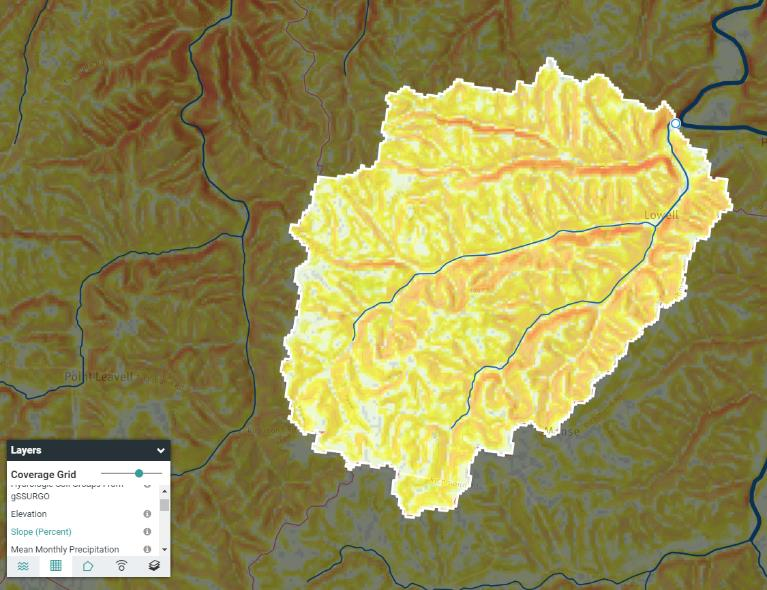 Lowell
Point Leavell
Layers
Coverage Grid
Hydrologic Soil Groups From
gSSURGO
Elevation
Slope (Percent)
Mean Monthly Precipitation